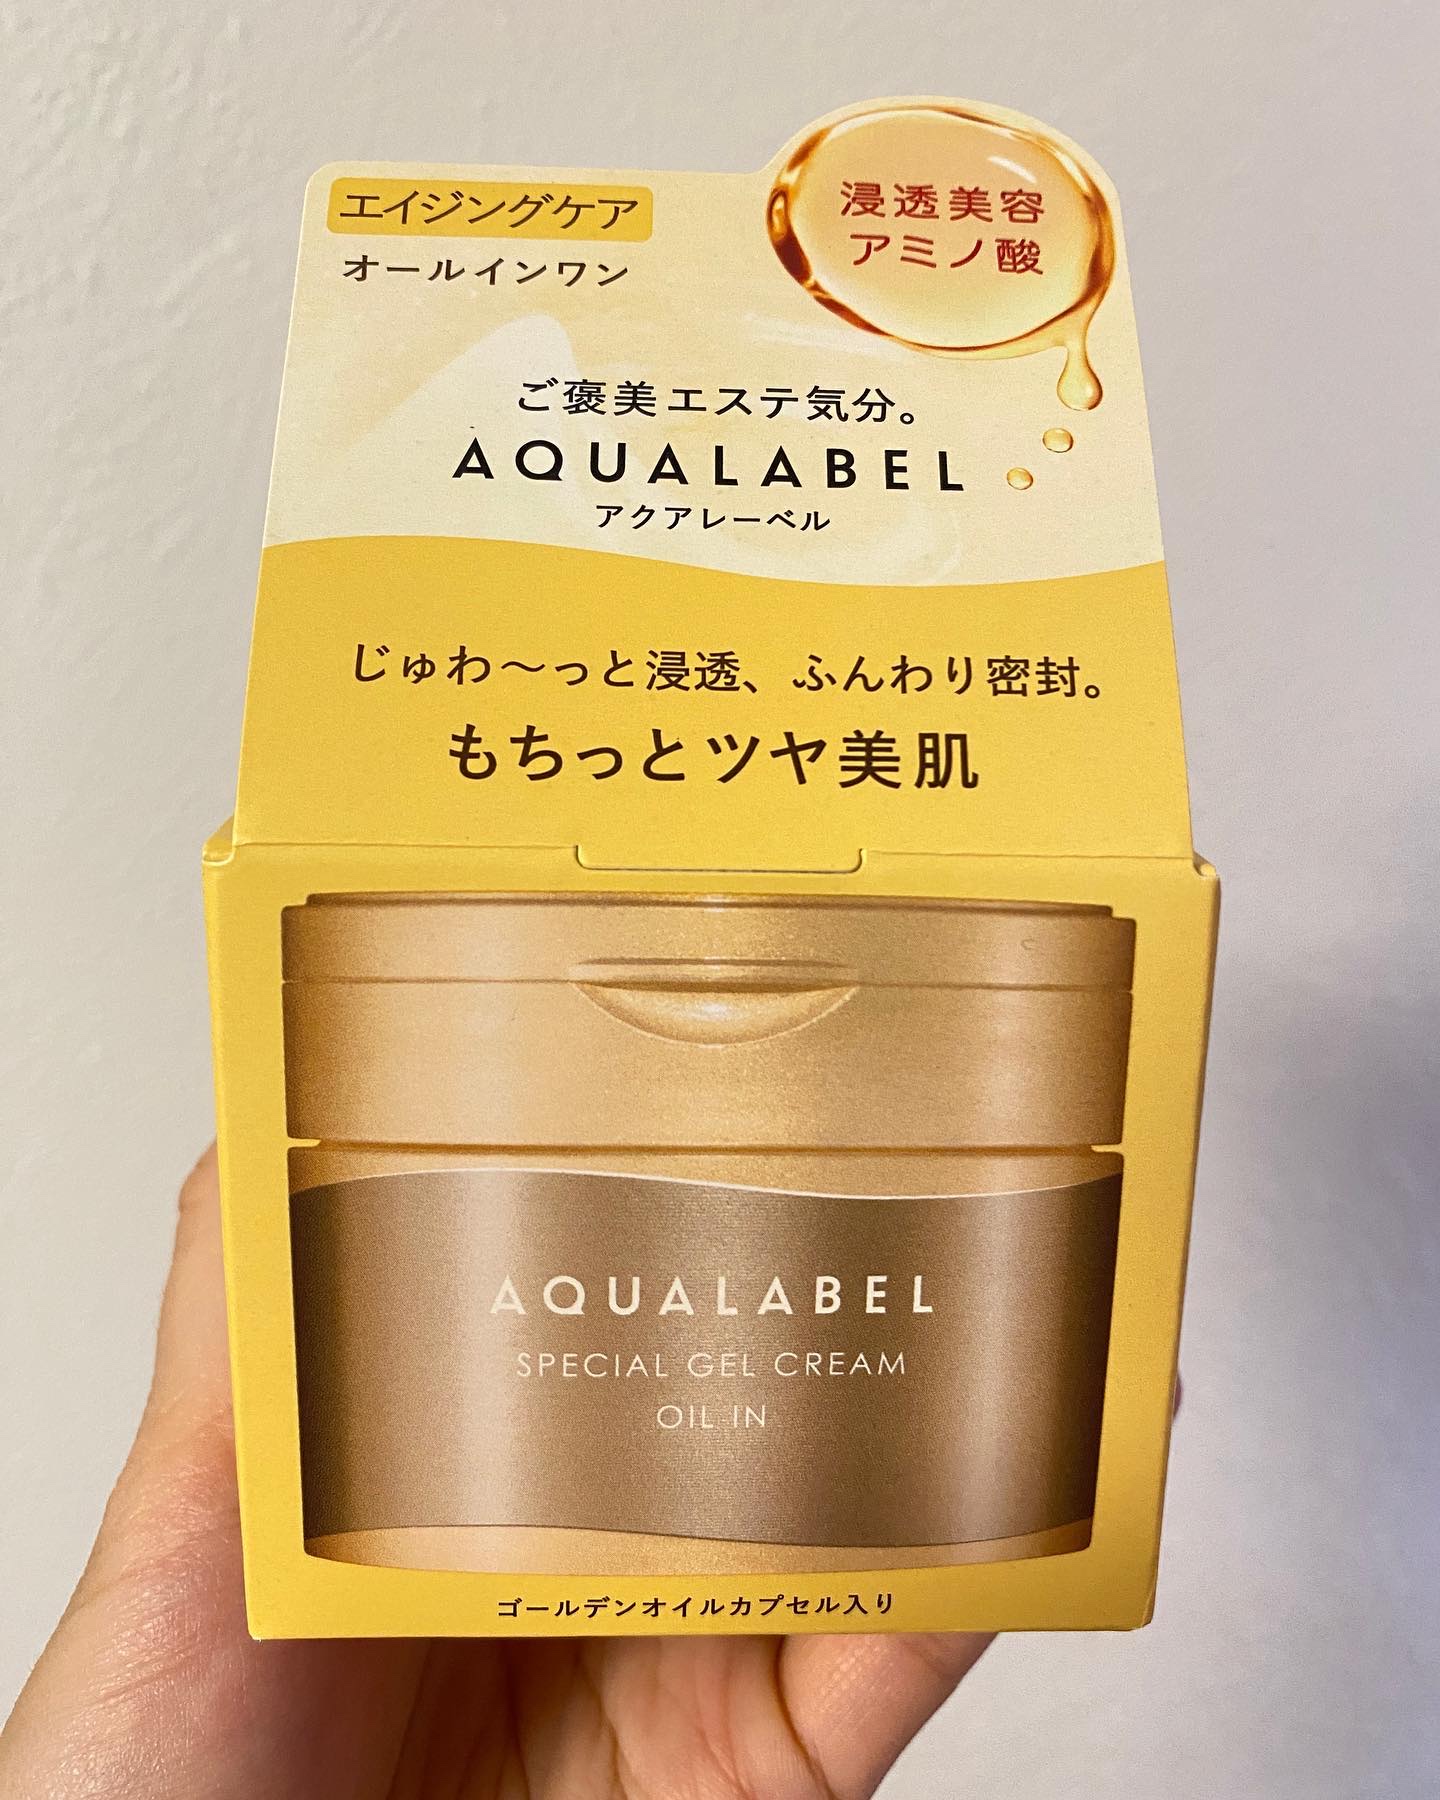 エイジングケア
オールインワン
浸透美容
アミノ酸
ご褒美エステ気分。
AQUALABEL
アクアレーベル
じゅわ〜っと浸透、ふんわり密封。
もちっとツヤ美肌
AQUALABEL
SPECIAL GEL CREAM
OIL IN
ゴールデンオイルカプセル入り